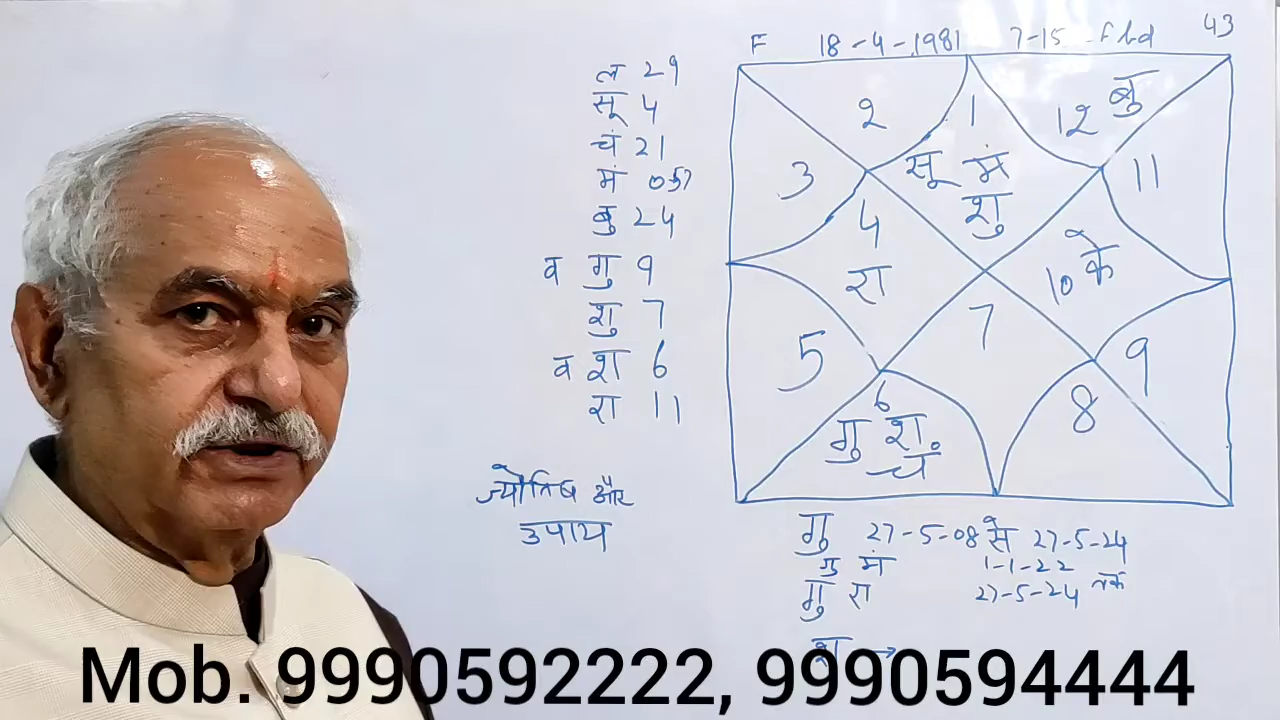 F 18-4-1981 7-15 Fbd 43
ल 29
सू 4
चं 21
मं 057
बु 24
व गु 9
शु 7
व श 6
रा 11
2 1 12 बु
3 सू मं 11
शु
4 10 के
रा
5 7 9
6 8
गु श.
चं
ज्योतिष और
उपाय
गु 27-5-08 से 27-5-24
गु मं 1-1-22
गु रा 27-5-24 तक
श →
Mob. 9990592222, 9990594444